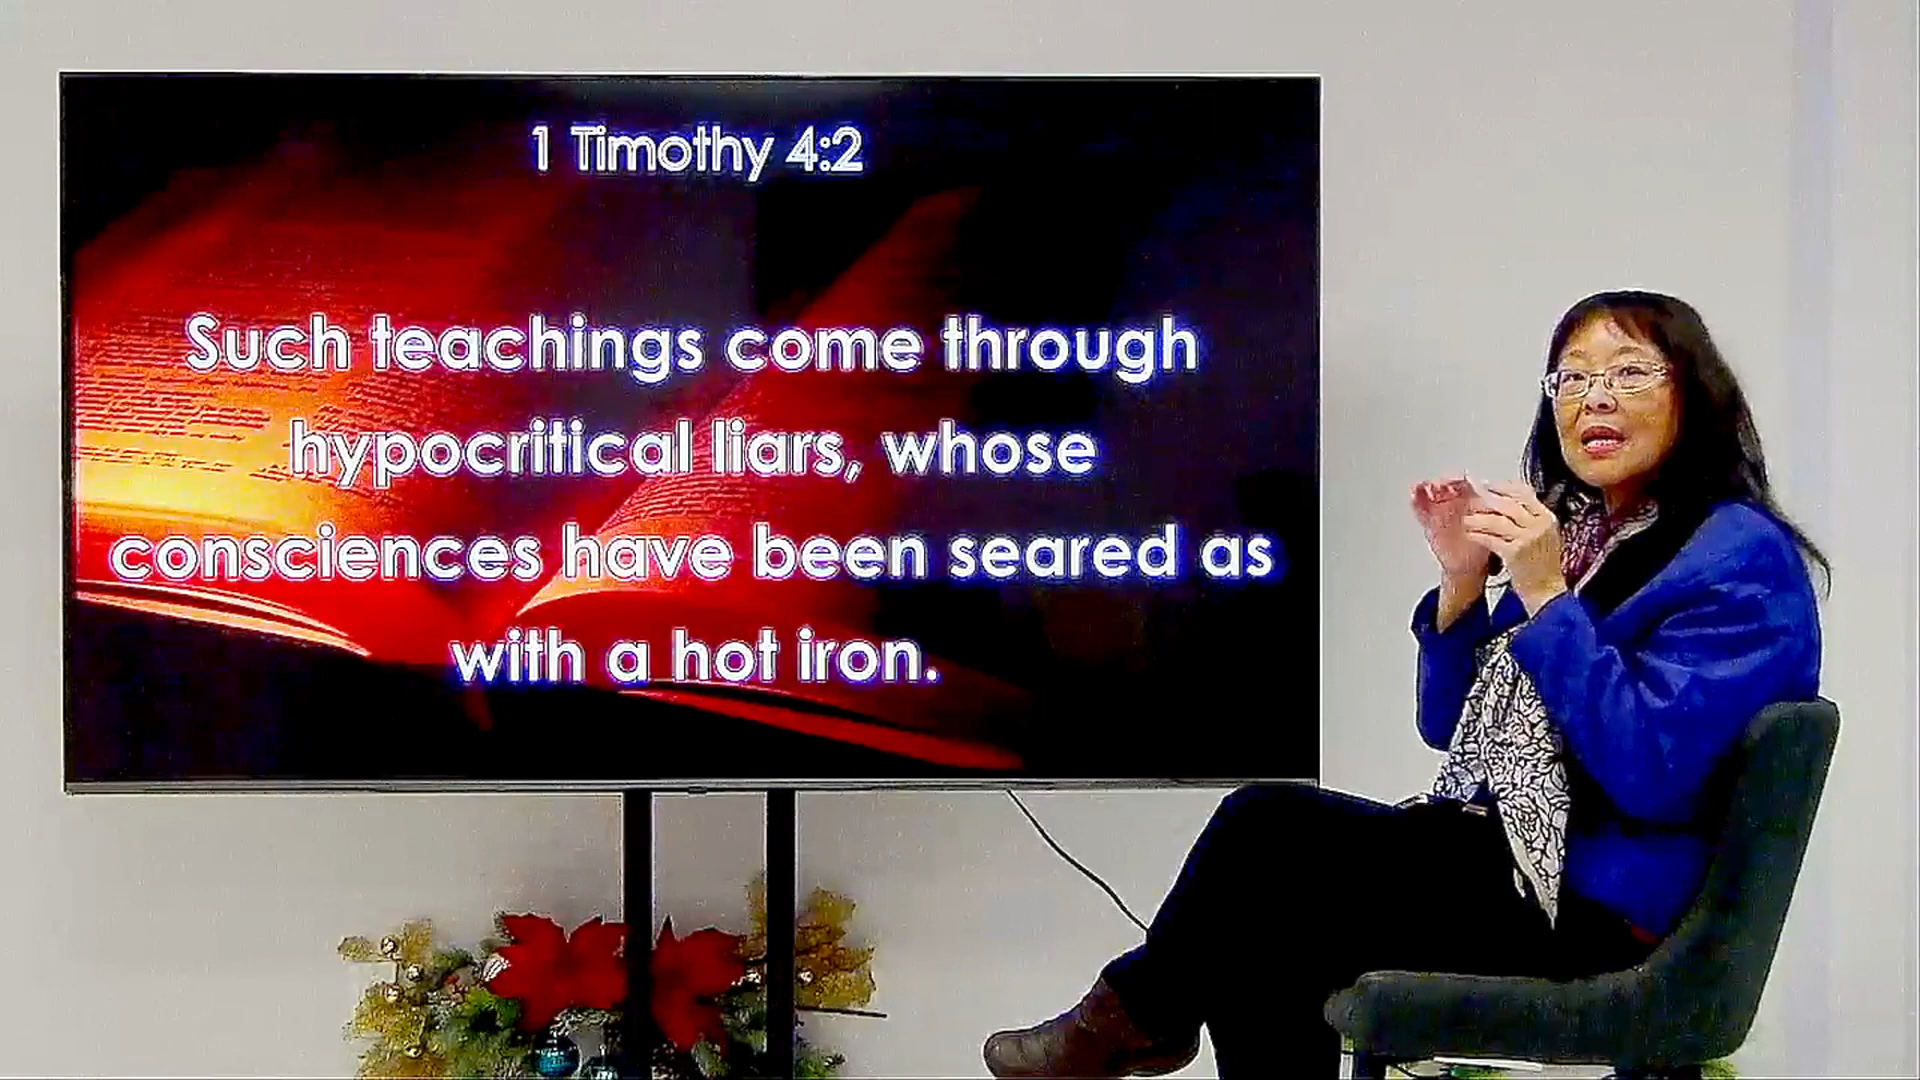 1 Timothy 4:2
Such teachings come through
hypocritical liars, whose
consciences have been seared as
with a hot iron.